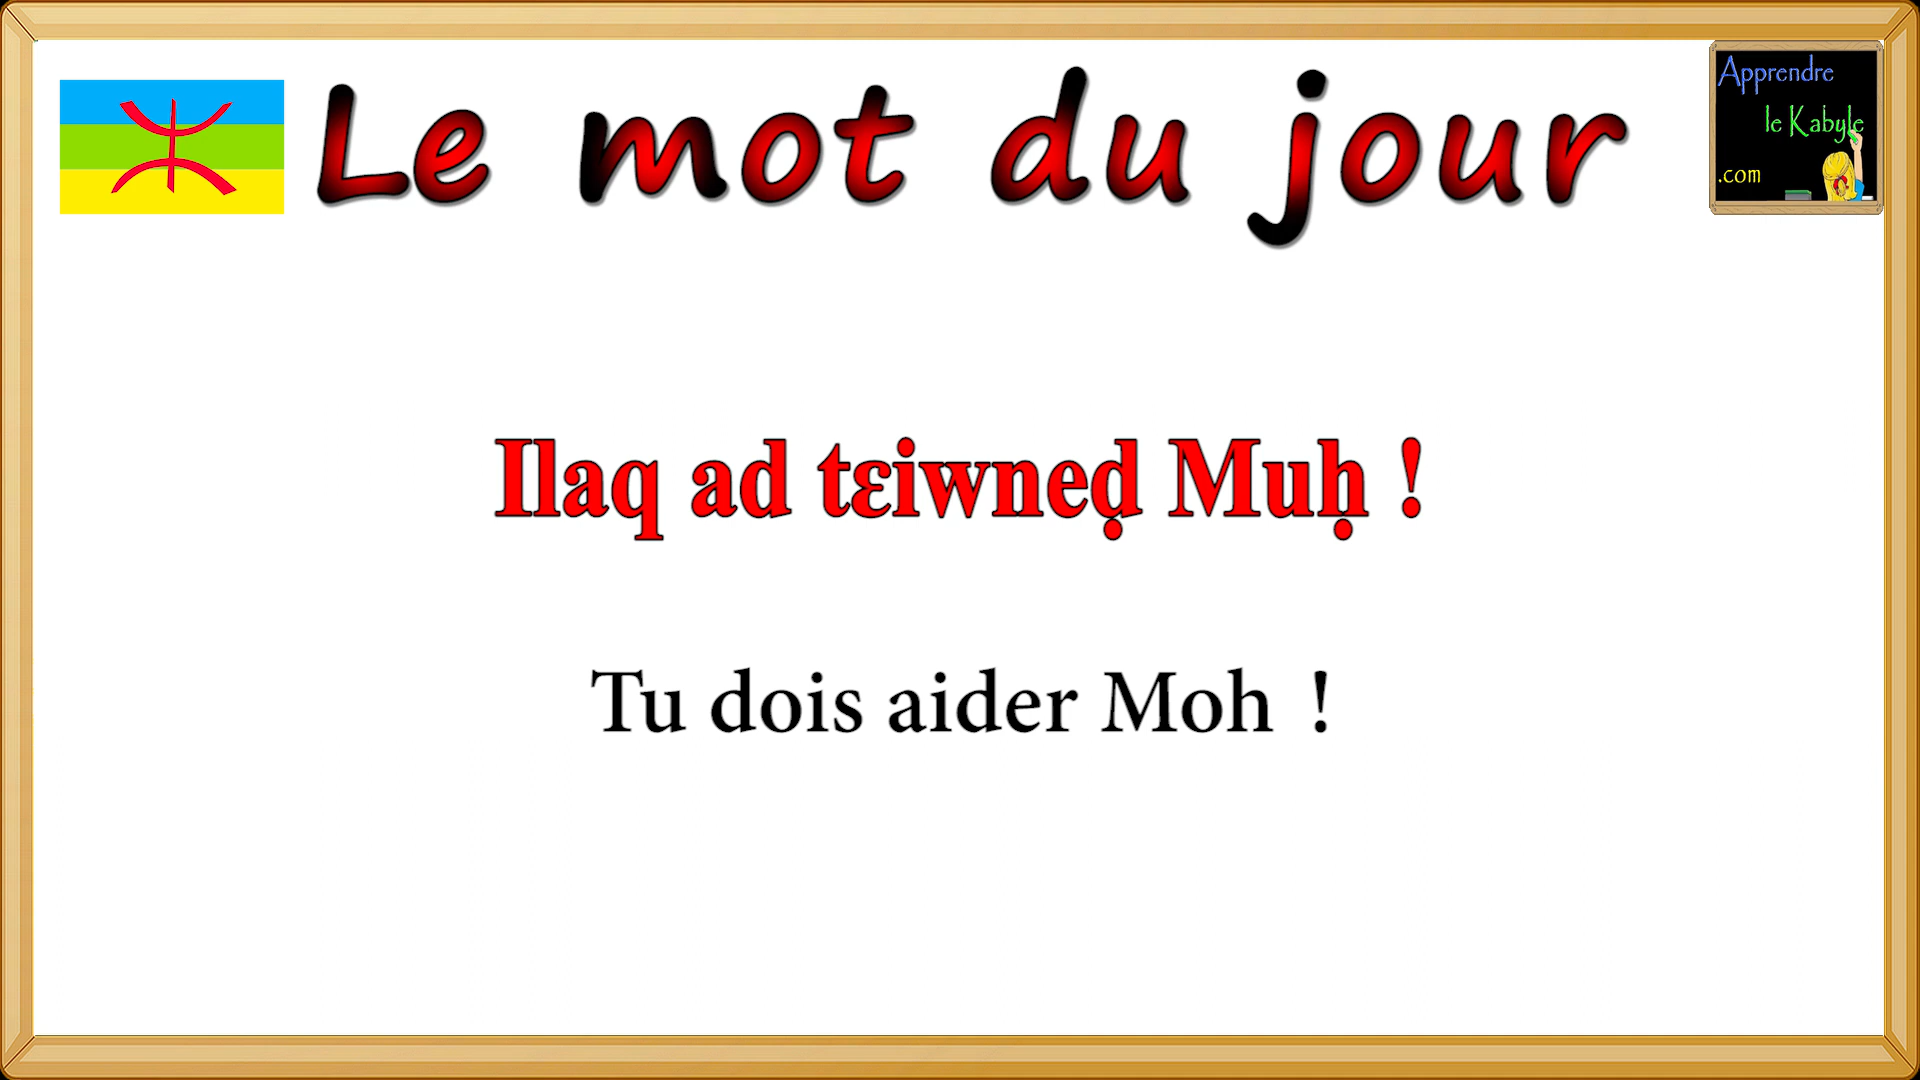 Le mot du jour
Apprendre
le Kabyle
.com
Ilaq ad tɛiwneḍ Muḥ !
Tu dois aider Moh !